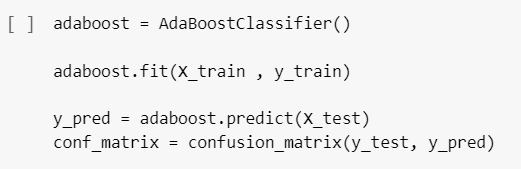 [ ] adaboost = AdaBoostClassifier()
adaboost.fit(X_train , y_train)
y_pred = adaboost.predict(X_test)
conf_matrix = confusion_matrix(y_test, y_pred)